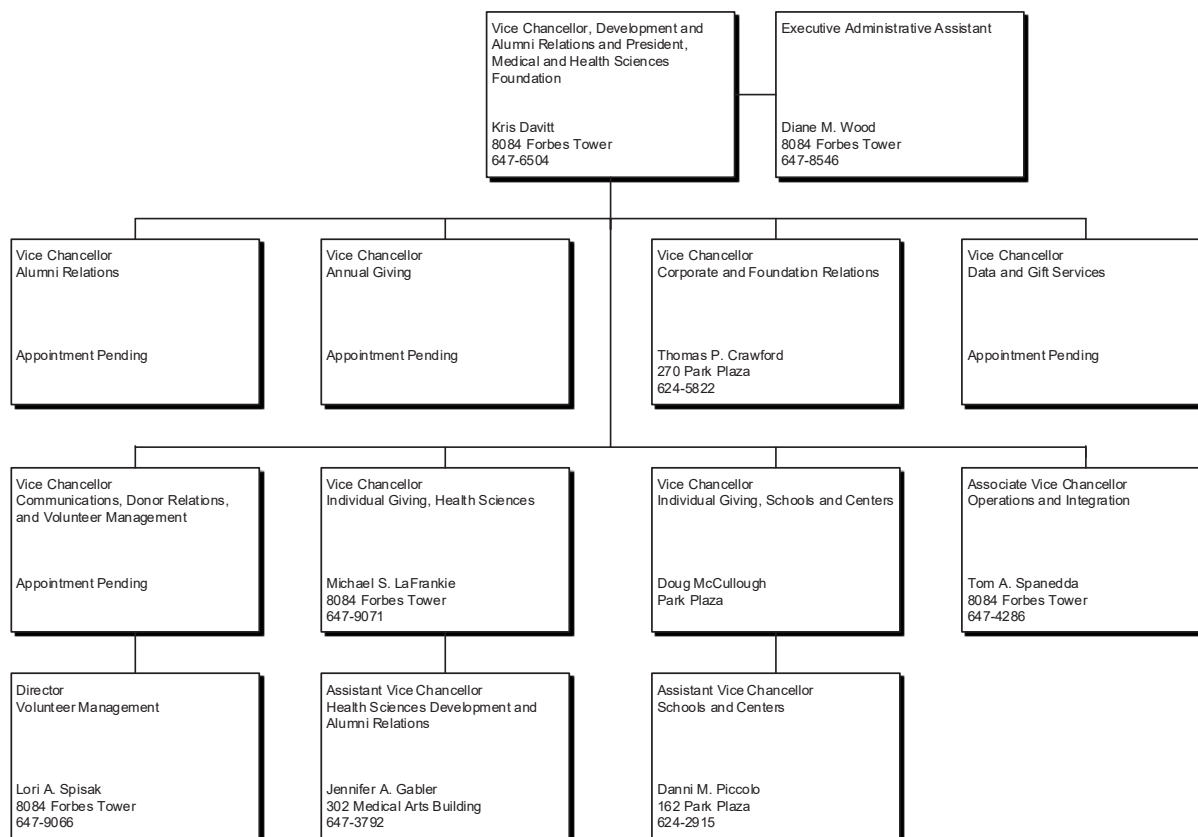 Vice Chancellor, Development and
Alumni Relations and President,
Medical and Health Sciences
Foundation
Kris Davitt
8084 Forbes Tower
647-6504
Executive Administrative Assistant
Diane M. Wood
8084 Forbes Tower
647-8546
Vice Chancellor
Alumni Relations
Appointment Pending
Vice Chancellor
Annual Giving
Appointment Pending
Vice Chancellor
Corporate and Foundation Relations
Thomas P. Crawford
270 Park Plaza
624-5822
Vice Chancellor
Data and Gift Services
Appointment Pending
Vice Chancellor
Communications, Donor Relations,
and Volunteer Management
Appointment Pending
Vice Chancellor
Individual Giving, Health Sciences
Michael S. LaFrankie
8084 Forbes Tower
647-9071
Vice Chancellor
Individual Giving, Schools and Centers
Doug McCullough
Park Plaza
Associate Vice Chancellor
Operations and Integration
Tom A. Spanedda
8084 Forbes Tower
647-4286
Director
Volunteer Management
Lori A. Spisak
8084 Forbes Tower
647-9066
Assistant Vice Chancellor
Health Sciences Development and
Alumni Relations
Jennifer A. Gabler
302 Medical Arts Building
647-3792
Assistant Vice Chancellor
Schools and Centers
Danni M. Piccolo
162 Park Plaza
624-2915